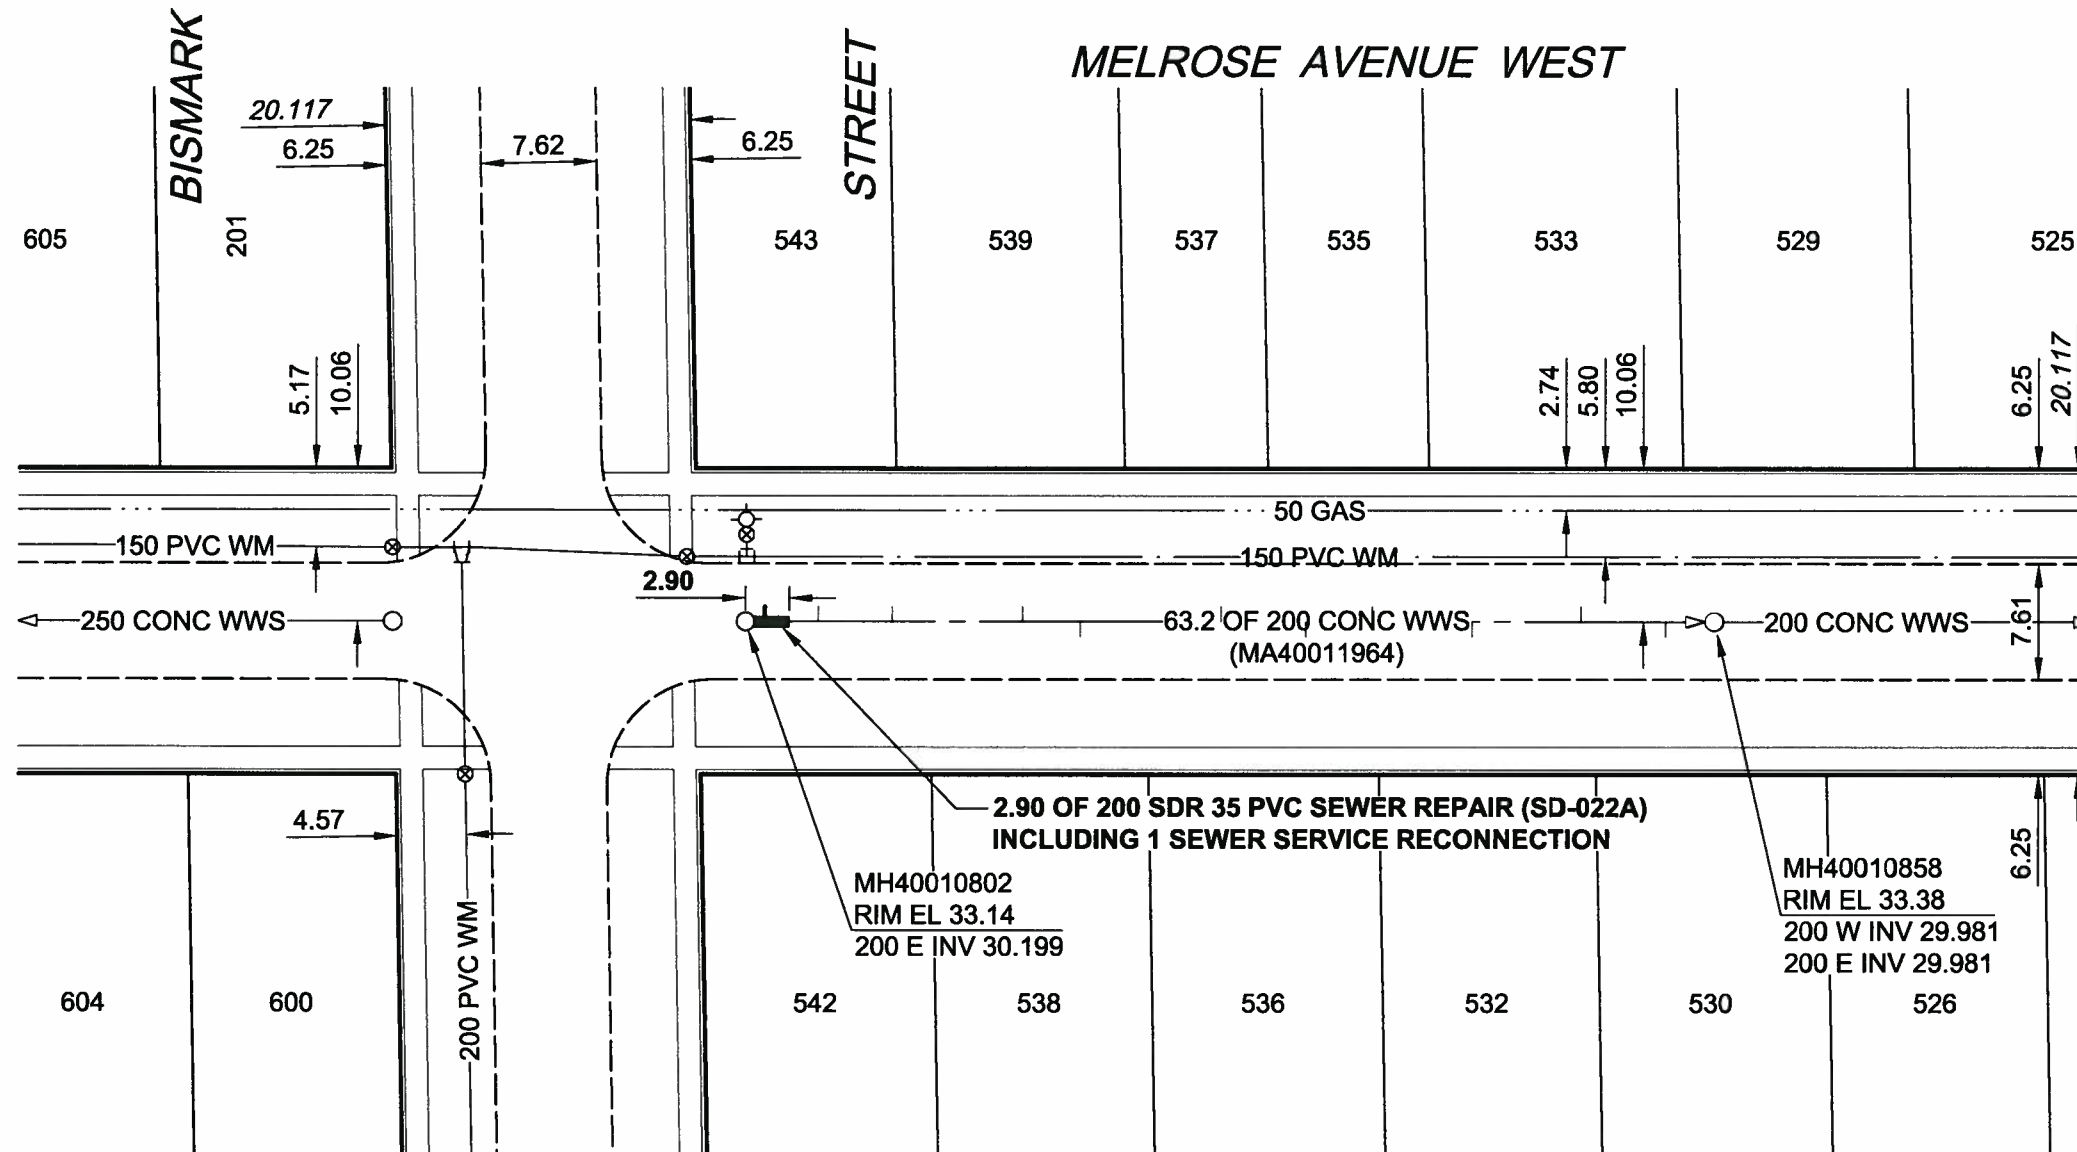 BISMARK
STREET
MELROSE AVENUE WEST
20.117
6.25
7.62
6.25
605
201
543
539
537
535
533
529
525
5.17
10.06
2.74
5.80
10.06
6.25
20.117
50 GAS
150 PVC WM
150 PVC WM
2.90
250 CONC WWS
63.2 OF 200 CONC WWS
(MA40011964)
200 CONC WWS
7.61
4.57
2.90 OF 200 SDR 35 PVC SEWER REPAIR (SD-022A)
INCLUDING 1 SEWER SERVICE RECONNECTION
6.25
MH40010802
RIM EL 33.14
200 E INV 30.199
MH40010858
RIM EL 33.38
200 W INV 29.981
200 E INV 29.981
200 PVC WM
604
600
542
538
536
532
530
526